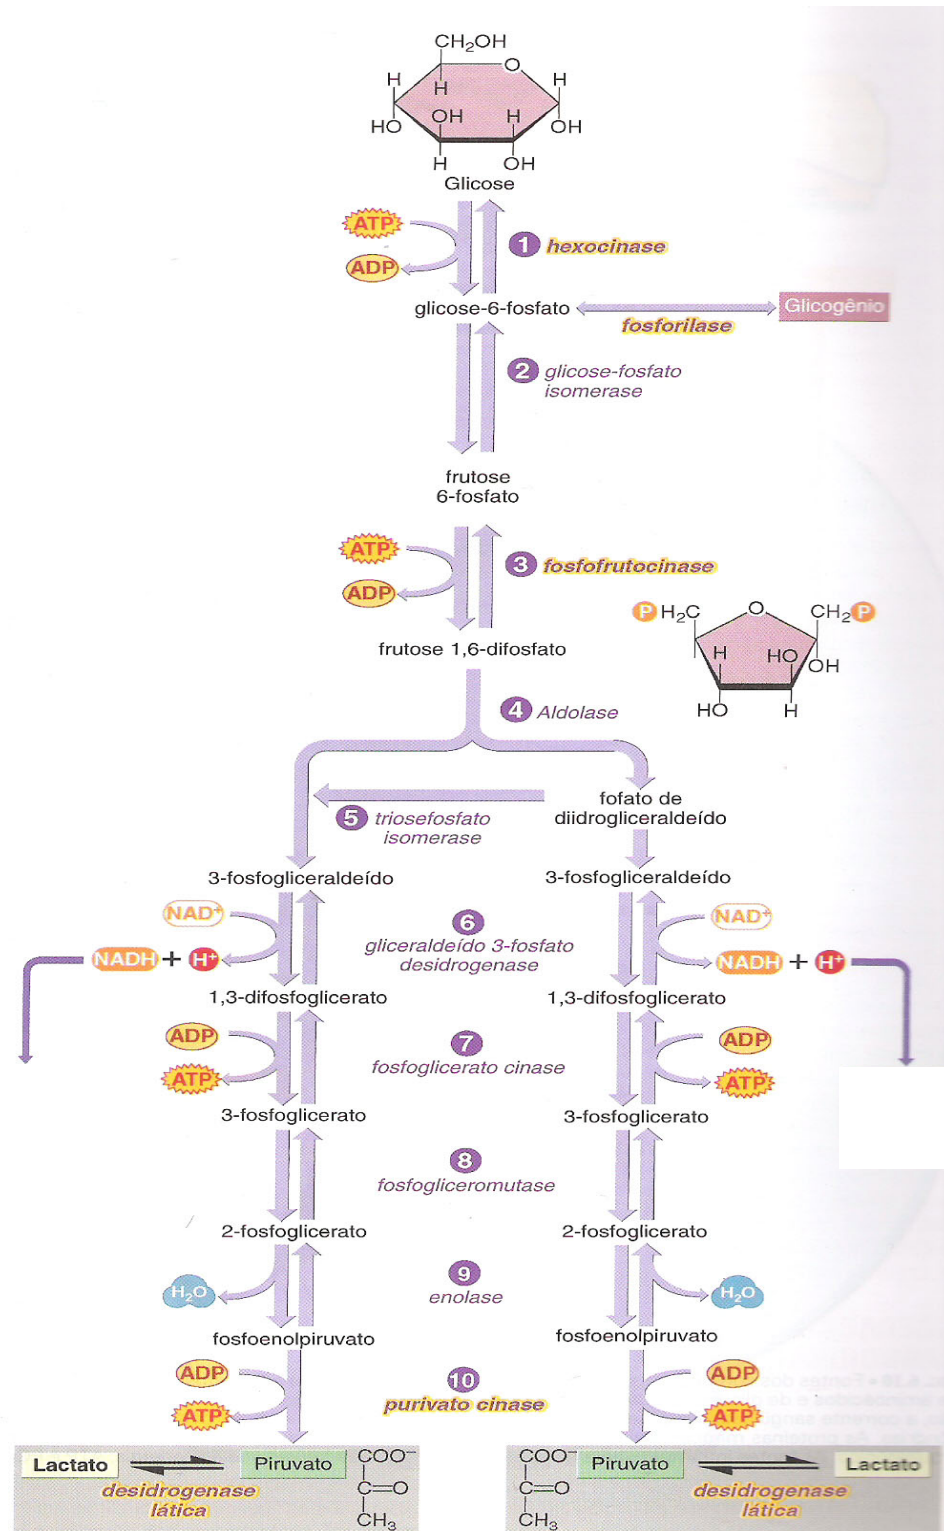 CH₂OH
O
H
H
H
OH
H
HO
OH
H
OH
Glicose
ATP
1 hexocinase
ADP
glicose-6-fosfato
Glicogênio
fosforilase
2 glicose-fosfato
isomerase
frutose
6-fosfato
ATP
3 fosfofrutocinase
ADP
P H₂C
O
CH₂ P
frutose 1,6-difosfato
H
HO
OH
HO
H
4 Aldolase
fofato de
diidrogliceraldeído
5 triosefosfato
isomerase
3-fosfogliceraldeído
3-fosfogliceraldeído
NAD⁺
6
NAD⁺
gliceraldeído 3-fosfato
desidrogenase
NADH + H⁺
NADH + H⁺
1,3-difosfoglicerato
1,3-difosfoglicerato
ADP
7
ADP
fosfoglicerato cinase
ATP
ATP
3-fosfoglicerato
3-fosfoglicerato
8
fosfogliceromutase
2-fosfoglicerato
2-fosfoglicerato
H₂O
9
H₂O
enolase
fosfoenolpiruvato
fosfoenolpiruvato
ADP
10
ADP
purivato cinase
ATP
ATP
Lactato
Piruvato
COO⁻
C=O
CH₃
desidrogenase
lática
COO⁻
C=O
CH₃
Piruvato
Lactato
desidrogenase
lática